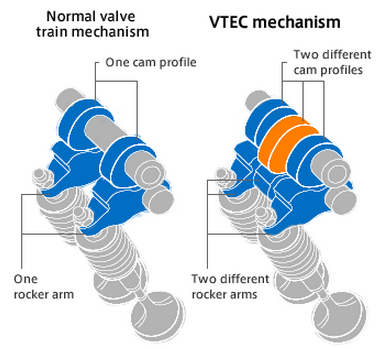 Normal valve
train mechanism
VTEC mechanism
One cam profile
Two different
cam profiles
One
rocker arm
Two different
rocker arms